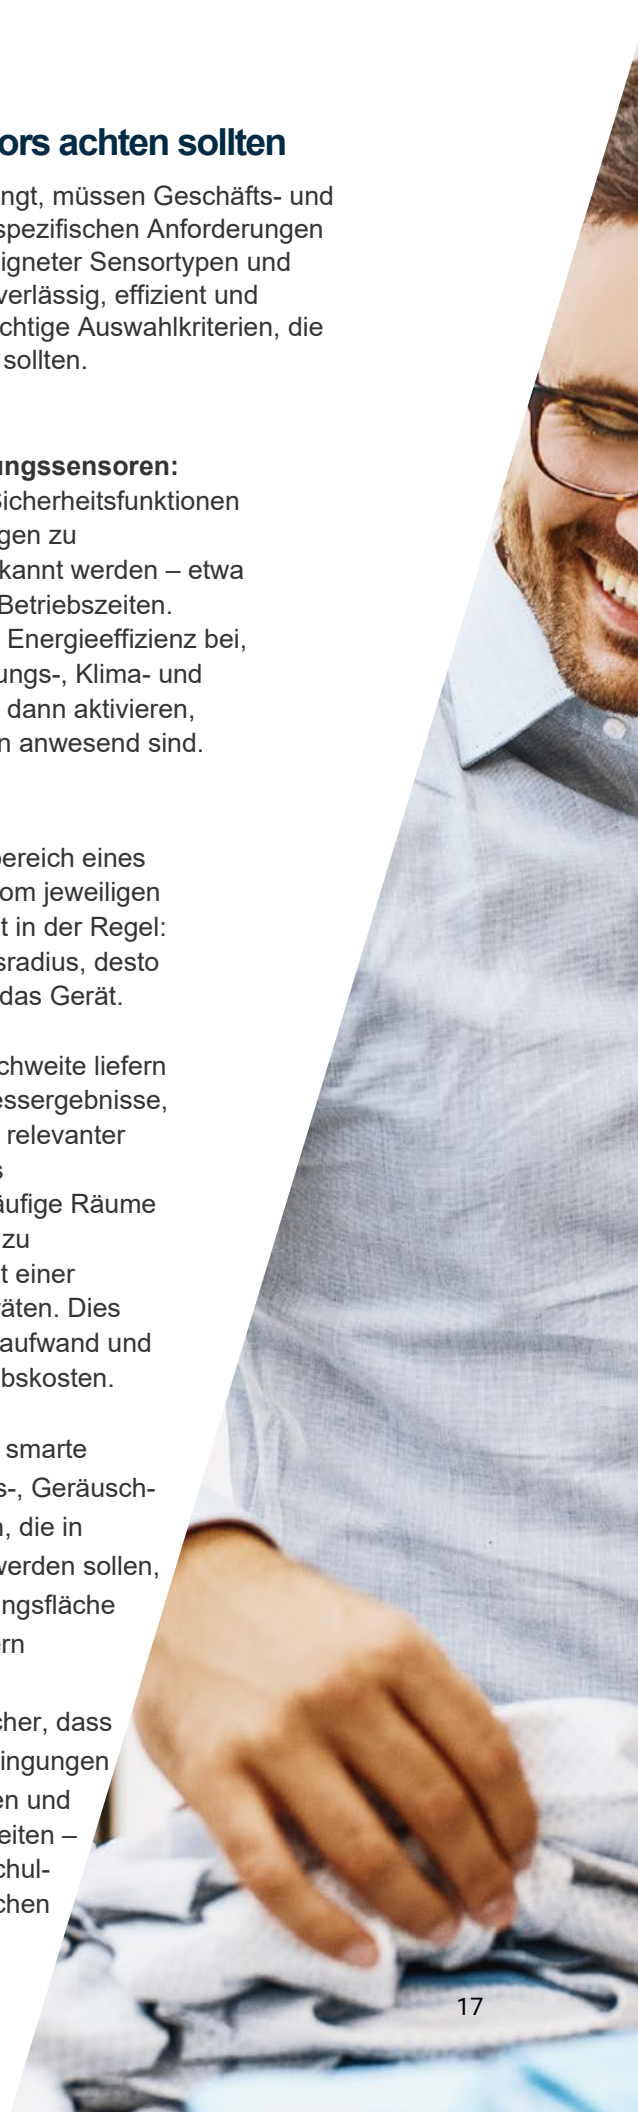 ors achten sollten
ngt, müssen Geschäfts- und
spezifischen Anforderungen
igneter Sensortypen und
verlässig, effizient und
chtige Auswahlkriterien, die
sollten.
ungssensoren:
Sicherheitsfunktionen
gen zu
kannt werden – etwa
Betriebszeiten.
Energieeffizienz bei,
ungs-, Klima- und
dann aktivieren,
n anwesend sind.
bereich eines
om jeweiligen
t in der Regel:
sradius, desto
das Gerät.
chweite liefern
essergebnisse,
relevanter
s
äufige Räume
zu
t einer
äten. Dies
aufwand und
bskosten.
smarte
s-, Geräusch-
n, die in
werden sollen,
ngsfläche
rn
cher, dass
ingungen
en und
eiten –
chul-
chen
17